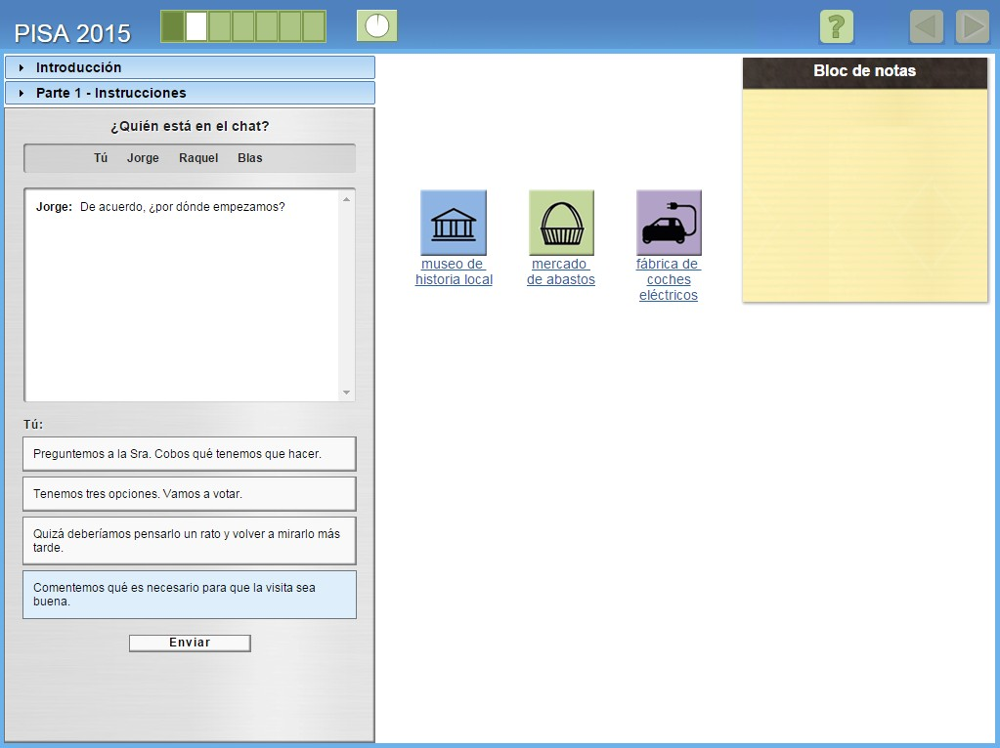 PISA 2015
?
Introducción
Parte 1 - Instrucciones
¿Quién está en el chat?
Tú Jorge Raquel Blas
Jorge: De acuerdo, ¿por dónde empezamos?
Tú:
Preguntemos a la Sra. Cobos qué tenemos que hacer.
Tenemos tres opciones. Vamos a votar.
Quizá deberíamos pensarlo un rato y volver a mirarlo más
tarde.
Comentemos qué es necesario para que la visita sea
buena.
Enviar
museo de
historia local
mercado
de abastos
fábrica de
coches
eléctricos
Bloc de notas